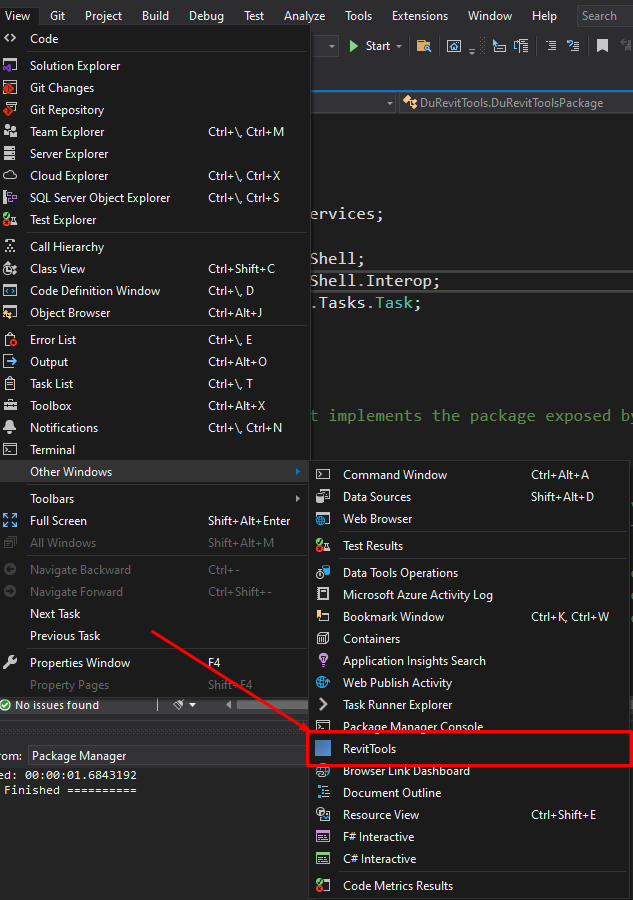 View Git Project Build Debug Test Analyze Tools Extensions Window Help Search
Code
Start
Solution Explorer
Git Changes
DuRevitTools.DuRevitToolsPackage
Git Repository
Team Explorer Ctrl+\, Ctrl+M
Server Explorer
Cloud Explorer Ctrl+\, Ctrl+X
SQL Server Object Explorer Ctrl+\, Ctrl+S
ervices;
Test Explorer
Call Hierarchy
Shell;
Class View Ctrl+Shift+C
Shell.Interop;
Code Definition Window Ctrl+\, D
.Tasks.Task;
Object Browser Ctrl+Alt+J
Error List Ctrl+\, E
Output Ctrl+Alt+O
Task List Ctrl+\, T
Toolbox Ctrl+Alt+X
t implements the package exposed by
Notifications Ctrl+\, Ctrl+N
Terminal
Other Windows
Toolbars
Full Screen Shift+Alt+Enter
All Windows Shift+Alt+M
Navigate Backward Ctrl+-
Navigate Forward Ctrl+Shift+-
Next Task
Previous Task
Properties Window F4
Property Pages Shift+F4
Command Window Ctrl+Alt+A
Data Sources Shift+Alt+D
Web Browser
Test Results
Data Tools Operations
Microsoft Azure Activity Log
Bookmark Window Ctrl+K, Ctrl+W
Containers
Application Insights Search
Web Publish Activity
Task Runner Explorer
Package Manager Console
RevitTools
Browser Link Dashboard
Document Outline
Resource View Ctrl+Shift+E
F# Interactive
C# Interactive
Code Metrics Results
No issues found
rom: Package Manager
ed: 00:00:01.6843192
Finished ==========